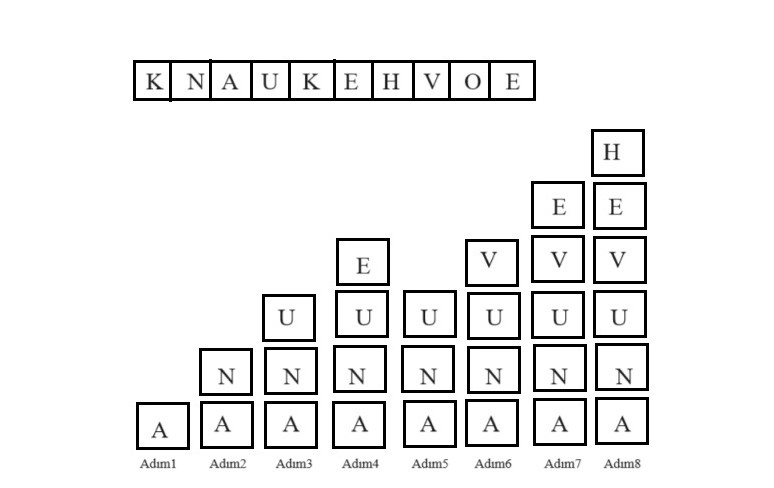 K N A U K E H V O E
H
E E
E V V V
U U U U U U
N N N N N N N
A A A A A A A A
Adım1 Adım2 Adım3 Adım4 Adım5 Adım6 Adım7 Adım8